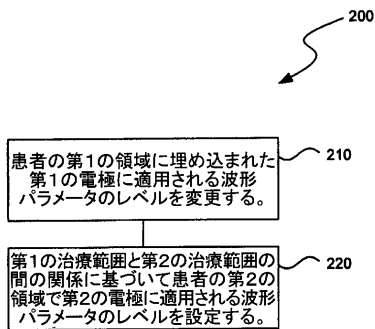 200
患者の第1の領域に埋め込まれた
第1の電極に適用される波形
パラメータのレベルを変更する。
210
第1の治療範囲と第2の治療範囲の
間の関係に基づいて患者の第2の
領域で第2の電極に適用される波形
パラメータのレベルを設定する。
220